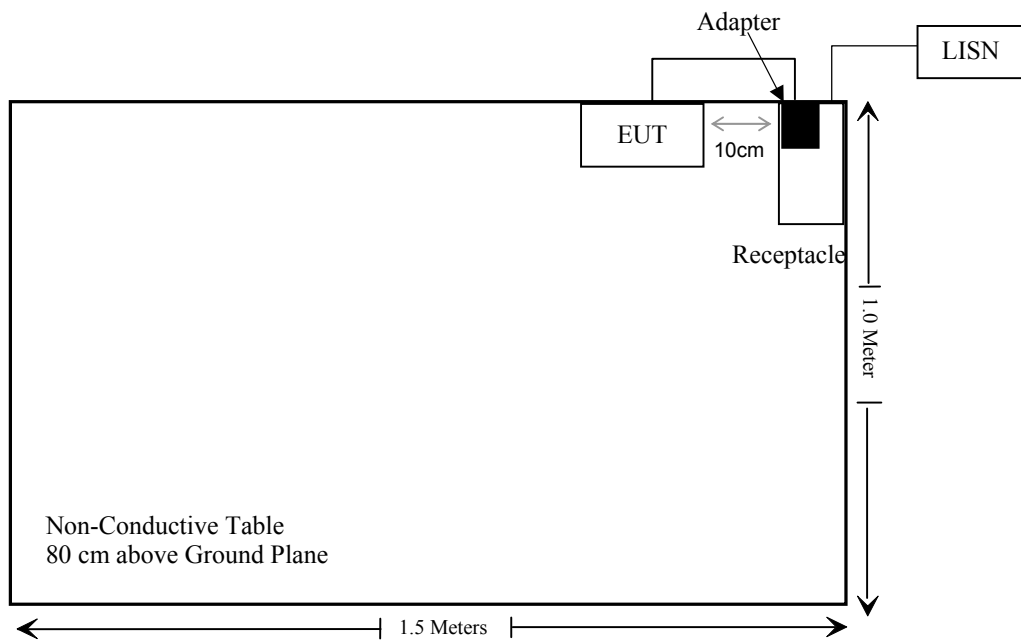 Adapter
LISN
EUT
10cm
Receptacle
1.0 Meter
Non-Conductive Table
80 cm above Ground Plane
1.5 Meters